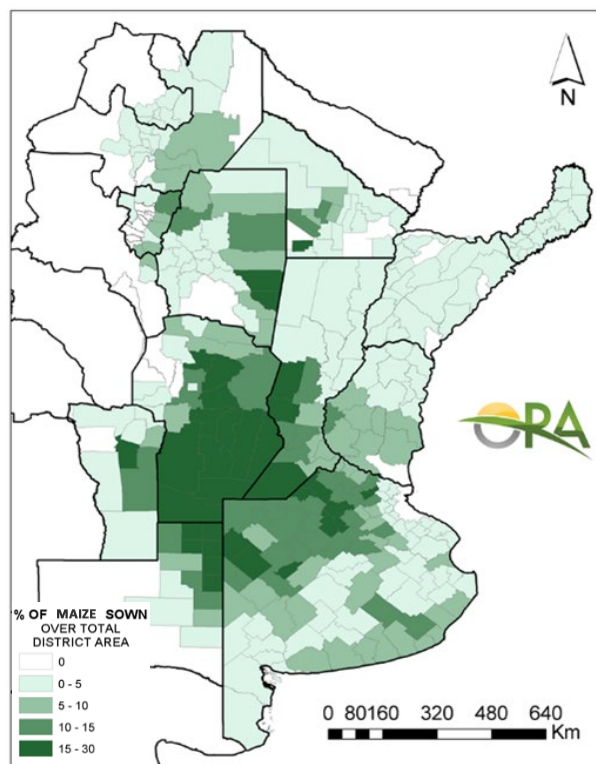 N
OPA
% OF MAIZE SOWN
OVER TOTAL
DISTRICT AREA
0
0 - 5
5 - 10
10 - 15
15 - 30
0 80160 320 480 640
Km